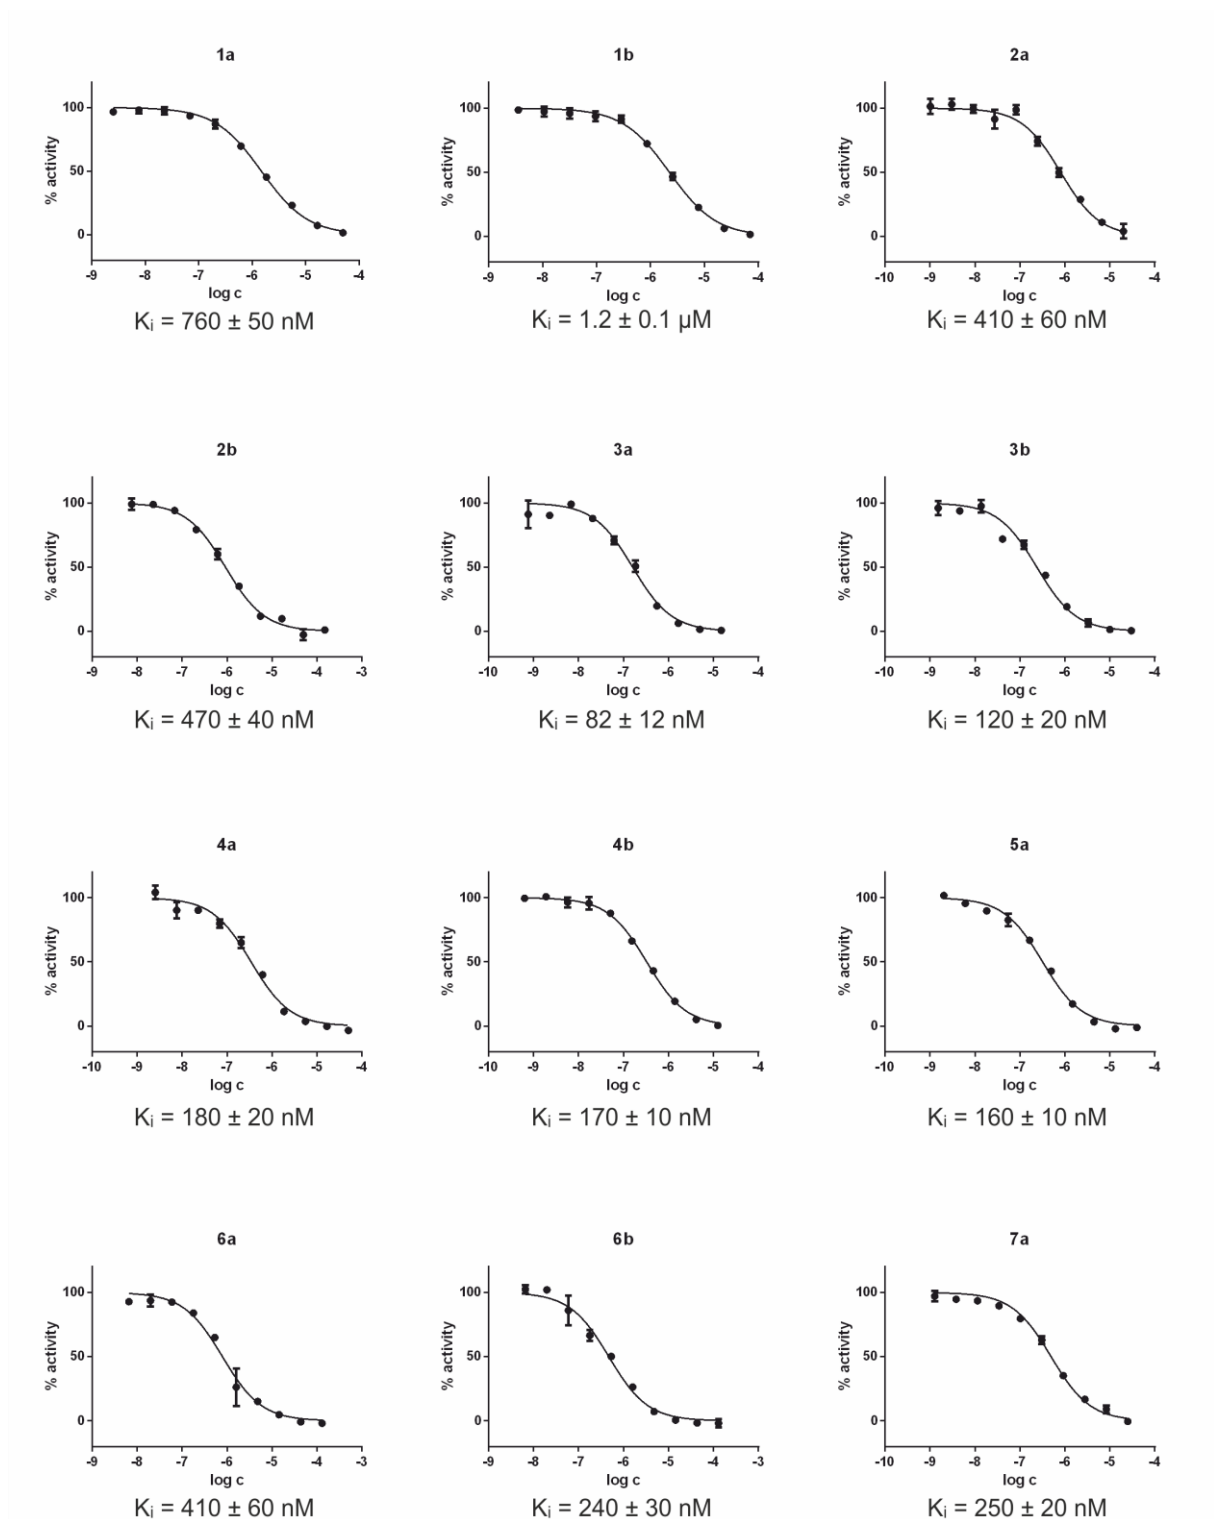 1a
1b
2a
100
50
0
% activity
-9 -8 -7 -6 -5 -4
log c
100
50
0
% activity
-9 -8 -7 -6 -5 -4
log c
100
50
0
% activity
-10 -9 -8 -7 -6 -5 -4
log c
Ki = 760 ± 50 nM
Ki = 1.2 ± 0.1 µM
Ki = 410 ± 60 nM
2b
3a
3b
100
50
0
% activity
-9 -8 -7 -6 -5 -4 -3
log c
100
50
0
% activity
-10 -9 -8 -7 -6 -5 -4
log c
100
50
0
% activity
-10 -9 -8 -7 -6 -5 -4
log c
Ki = 470 ± 40 nM
Ki = 82 ± 12 nM
Ki = 120 ± 20 nM
4a
4b
5a
100
50
0
% activity
-10 -9 -8 -7 -6 -5 -4
log c
100
50
0
% activity
-10 -9 -8 -7 -6 -5 -4
log c
100
50
0
% activity
-10 -9 -8 -7 -6 -5 -4
log c
Ki = 180 ± 20 nM
Ki = 170 ± 10 nM
Ki = 160 ± 10 nM
6a
6b
7a
100
50
0
% activity
-9 -8 -7 -6 -5 -4 -3
log c
100
50
0
% activity
-9 -8 -7 -6 -5 -4 -3
log c
100
50
0
% activity
-10 -9 -8 -7 -6 -5 -4
log c
Ki = 410 ± 60 nM
Ki = 240 ± 30 nM
Ki = 250 ± 20 nM